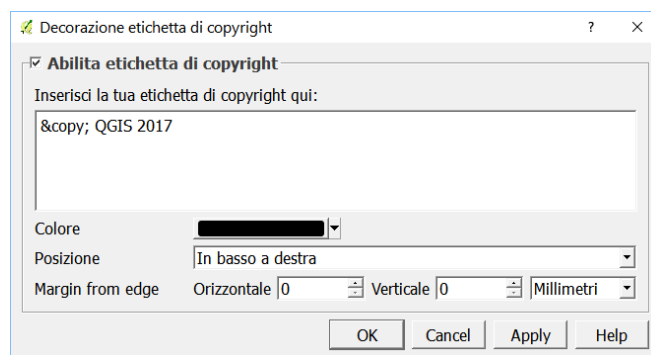 Decorazione etichetta di copyright ? ×
Abilita etichetta di copyright
Inserisci la tua etichetta di copyright qui:
&copy; QGIS 2017
Colore
Posizione In basso a destra
Margin from edge Orizzontale 0 Verticale 0 Millimetri
OK Cancel Apply Help